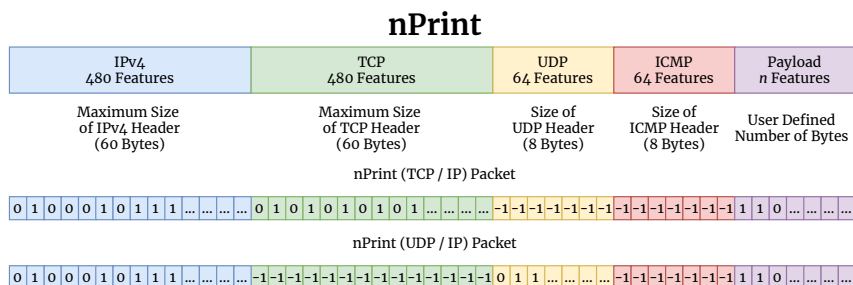 nPrint
IPv4 TCP UDP ICMP Payload
480 Features 480 Features 64 Features 64 Features n Features
Maximum Size Maximum Size Size of Size of User Defined
of IPv4 Header of TCP Header UDP Header ICMP Header Number of Bytes
(60 Bytes) (60 Bytes) (8 Bytes) (8 Bytes)
nPrint (TCP / IP) Packet
0 1 0 0 0 1 0 1 1 1 ... ... ... ... 0 1 0 1 0 1 0 1 0 1 ... ... ... ... -1 -1 -1 -1 -1 -1 -1 -1 -1 -1 -1 -1 -1 -1 1 1 0 ... ... ... ...
nPrint (UDP / IP) Packet
0 1 0 0 0 1 0 1 1 1 ... ... ... ... -1 -1 -1 -1 -1 -1 -1 -1 -1 -1 -1 -1 -1 -1 0 1 1 ... ... ... ... -1 -1 -1 -1 -1 -1 -1 1 1 0 ... ... ... ...